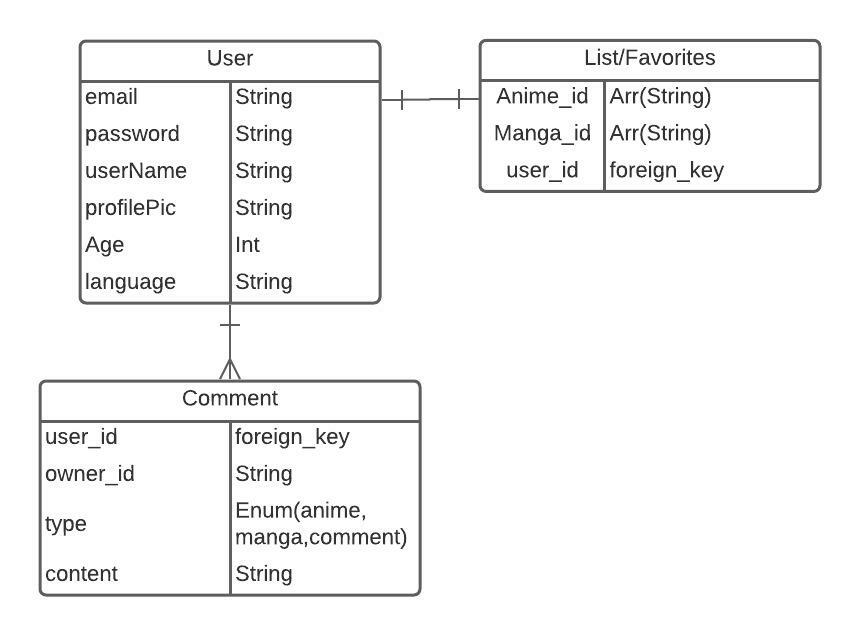 User
email String
password String
userName String
profilePic String
Age Int
language String
List/Favorites
Anime_id Arr(String)
Manga_id Arr(String)
user_id foreign_key
Comment
user_id foreign_key
owner_id String
type Enum(anime,
manga,comment)
content String